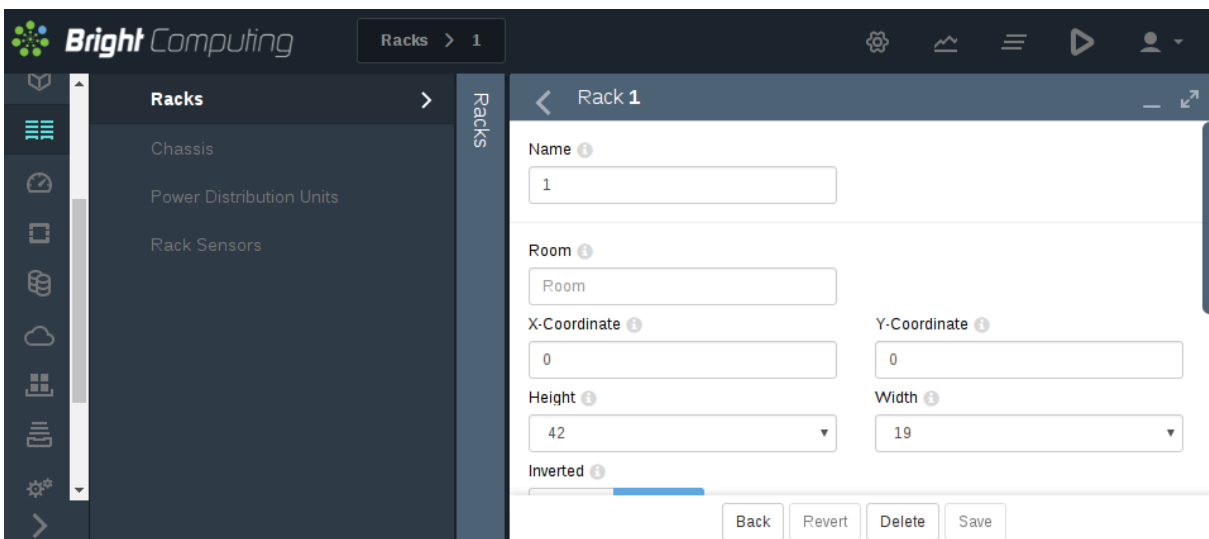 Bright Computing
Racks > 1
Racks
Chassis
Power Distribution Units
Rack Sensors
Racks
Rack 1
Name
1
Room
Room
X-Coordinate
Y-Coordinate
0
0
Height
Width
42
19
Inverted
Back
Revert
Delete
Save